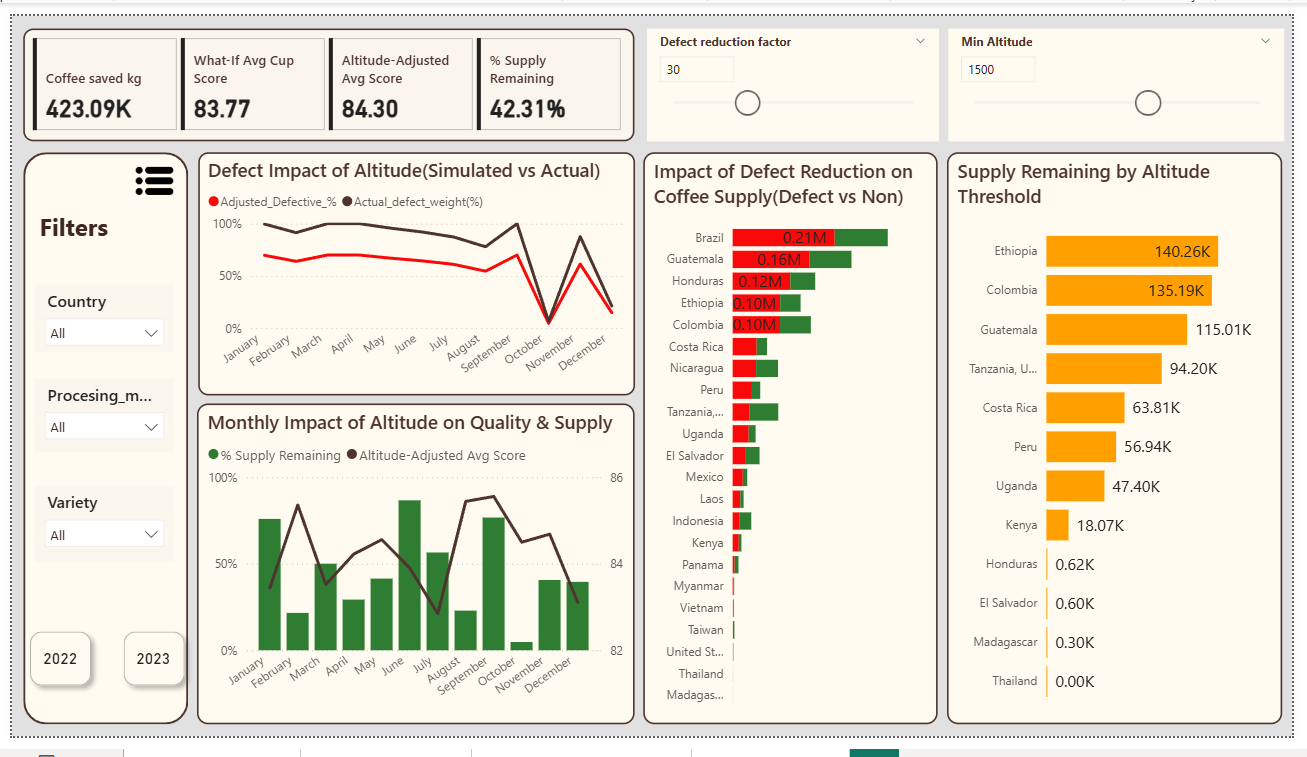 Coffee saved kg
423.09K
What-If Avg Cup
Score
83.77
Altitude-Adjusted
Avg Score
84.30
% Supply
Remaining
42.31%
Defect reduction factor
30
Min Altitude
1500
Filters
Country
All
Procesing_m...
All
Variety
All
2022
2023
Defect Impact of Altitude(Simulated vs Actual)
Adjusted_Defective_%
Actual_defect_weight(%)
100%
50%
0%
January
February
March
April
May
June
July
August
September
October
November
December
Monthly Impact of Altitude on Quality & Supply
% Supply Remaining
Altitude-Adjusted Avg Score
100%
50%
0%
86
84
82
January
February
March
April
May
June
July
August
September
October
November
December
Impact of Defect Reduction on
Coffee Supply(Defect vs Non)
Brazil 0.21M
Guatemala 0.16M
Honduras 0.12M
Ethiopia 0.10M
Colombia 0.10M
Costa Rica
Nicaragua
Peru
Tanzania,...
Uganda
El Salvador
Mexico
Laos
Indonesia
Kenya
Panama
Myanmar
Vietnam
Taiwan
United St...
Thailand
Madagas...
Supply Remaining by Altitude
Threshold
Ethiopia 140.26K
Colombia 135.19K
Guatemala 115.01K
Tanzania, U... 94.20K
Costa Rica 63.81K
Peru 56.94K
Uganda 47.40K
Kenya 18.07K
Honduras 0.62K
El Salvador 0.60K
Madagascar 0.30K
Thailand 0.00K